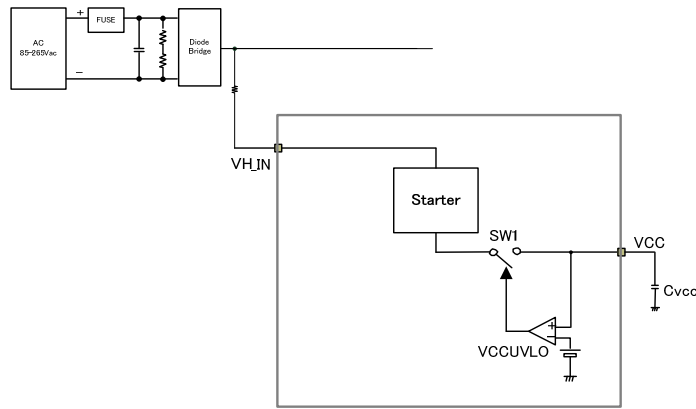 AC
85-265Vac
+
FUSE
−
Diode
Bridge
VH_IN
Starter
SW1
VCC
Cvcc
+
−
VCCUVLO